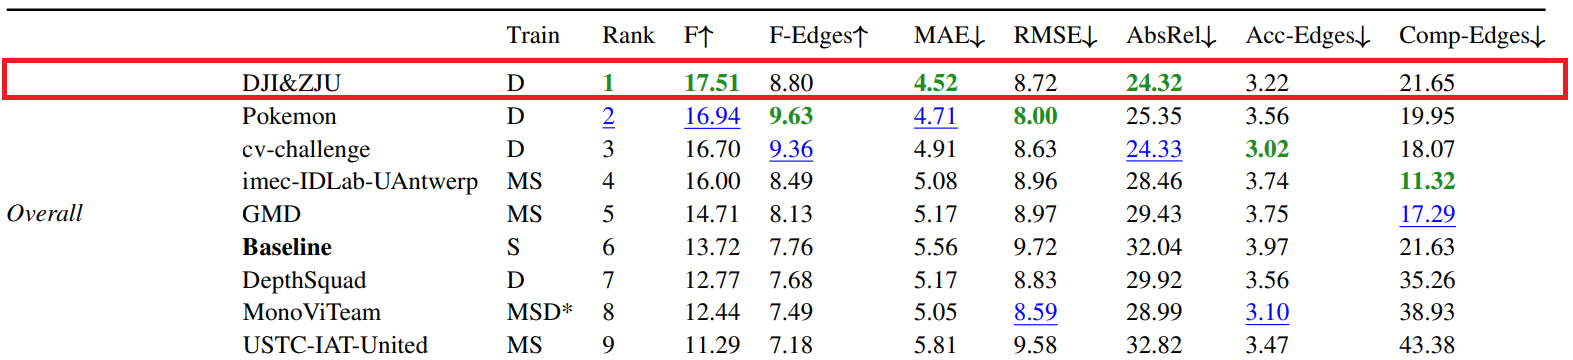 Train Rank F↑ F-Edges↑ MAE↓ RMSE↓ AbsRel↓ Acc-Edges↓ Comp-Edges↓
DJI&ZJU D 1 17.51 8.80 4.52 8.72 24.32 3.22 21.65
Pokemon D 2 16.94 9.63 4.71 8.00 25.35 3.56 19.95
cv-challenge D 3 16.70 9.36 4.91 8.63 24.33 3.02 18.07
imec-IDLab-UAntwerp MS 4 16.00 8.49 5.08 8.96 28.46 3.74 11.32
Overall GMD MS 5 14.71 8.13 5.17 8.97 29.43 3.75 17.29
Baseline S 6 13.72 7.76 5.56 9.72 32.04 3.97 21.63
DepthSquad D 7 12.77 7.68 5.17 8.83 29.92 3.56 35.26
MonoViTeam MSD* 8 12.44 7.49 5.05 8.59 28.99 3.10 38.93
USTC-IAT-United MS 9 11.29 7.18 5.81 9.58 32.82 3.47 43.38